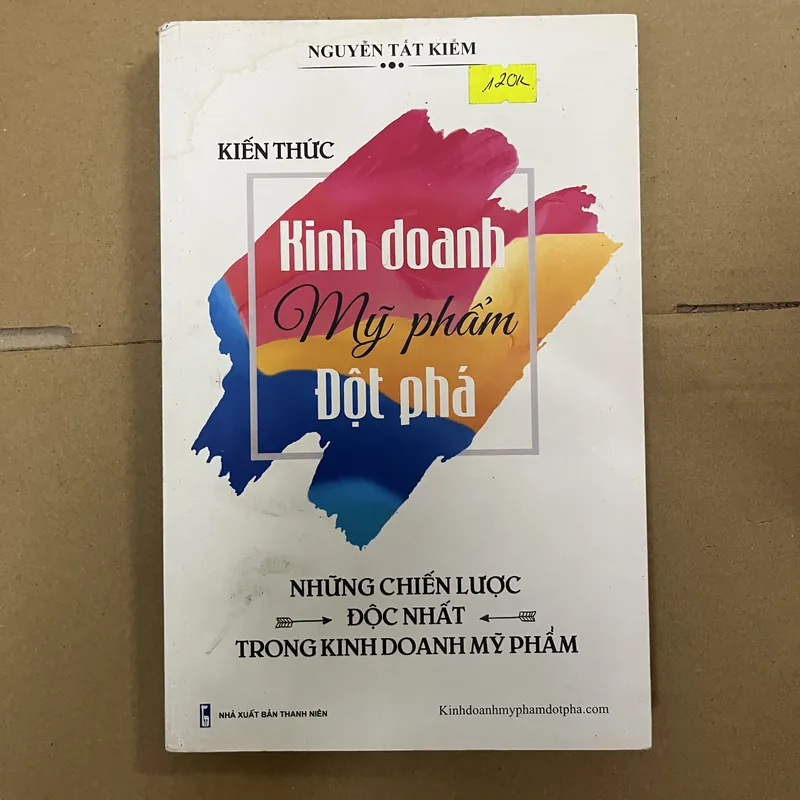 NGUYỄN TẤT KIỂM
120k
KIẾN THỨC
Kinh doanh
Mỹ phẩm
Đột phá
NHỮNG CHIẾN LƯỢC
ĐỘC NHẤT
TRONG KINH DOANH MỸ PHẨM
NHÀ XUẤT BẢN THANH NIÊN
Kinhdoanhmyphamdotpha.com